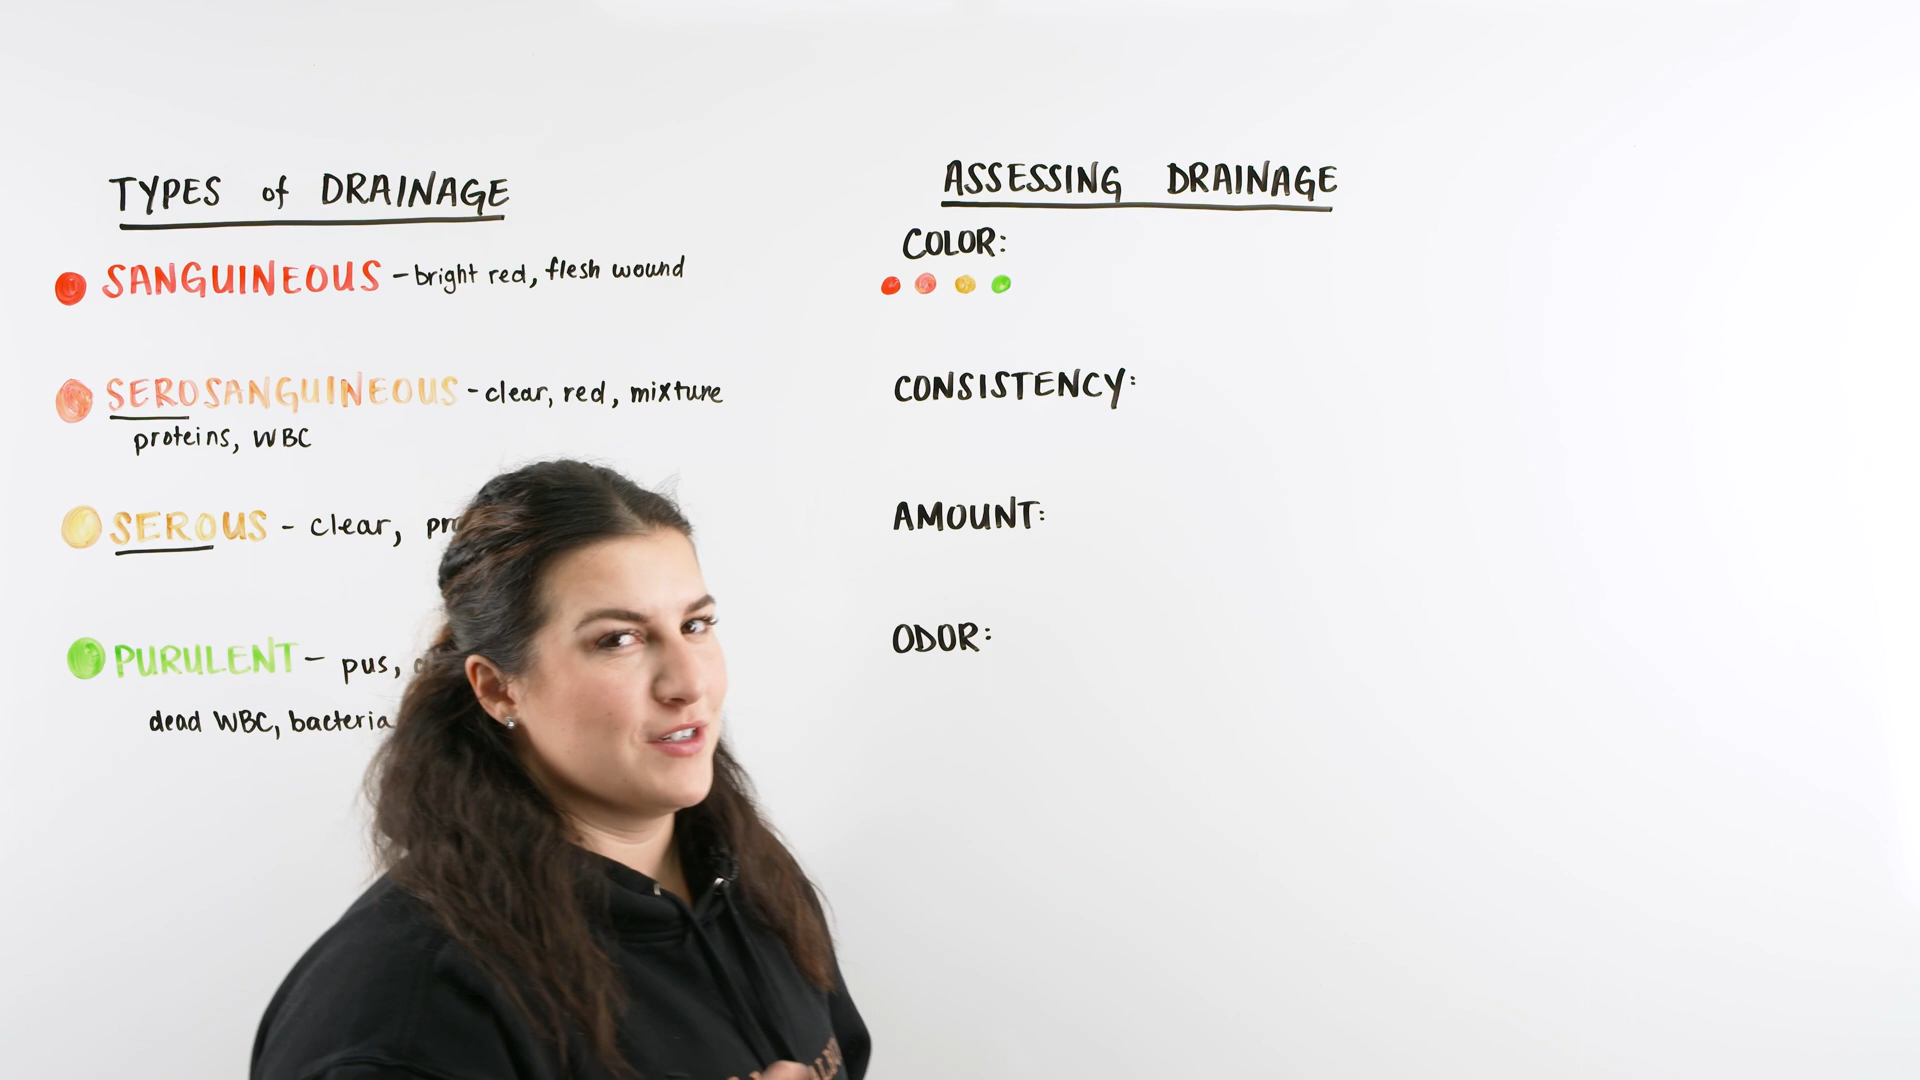 TYPES of DRAINAGE
SANGUINEOUS - bright red, flesh wound
SEROSANGUINEOUS - clear, red, mixture
proteins, WBC
SEROUS - clear,
PURULENT - pus,
dead WBC, bacteria
ASSESSING DRAINAGE
COLOR:
CONSISTENCY:
AMOUNT:
ODOR: